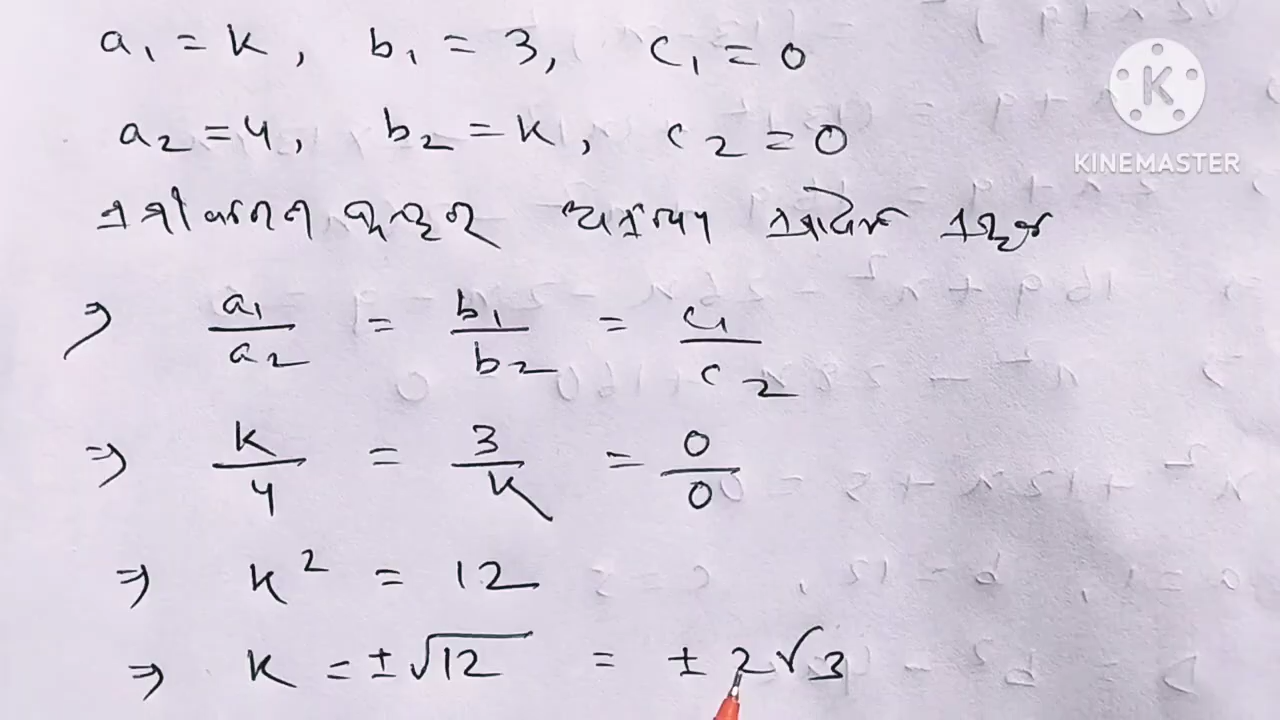 a₁ = k, b₁ = 3, c₁ = 0
a₂ = 4, b₂ = k, c₂ = 0
K
KINEMASTER
⇒ a₁/a₂ = b₁/b₂ = c₁/c₂
⇒ k/4 = 3/k = 0/0
⇒ k² = 12
⇒ k = ±√12 = ±2√3